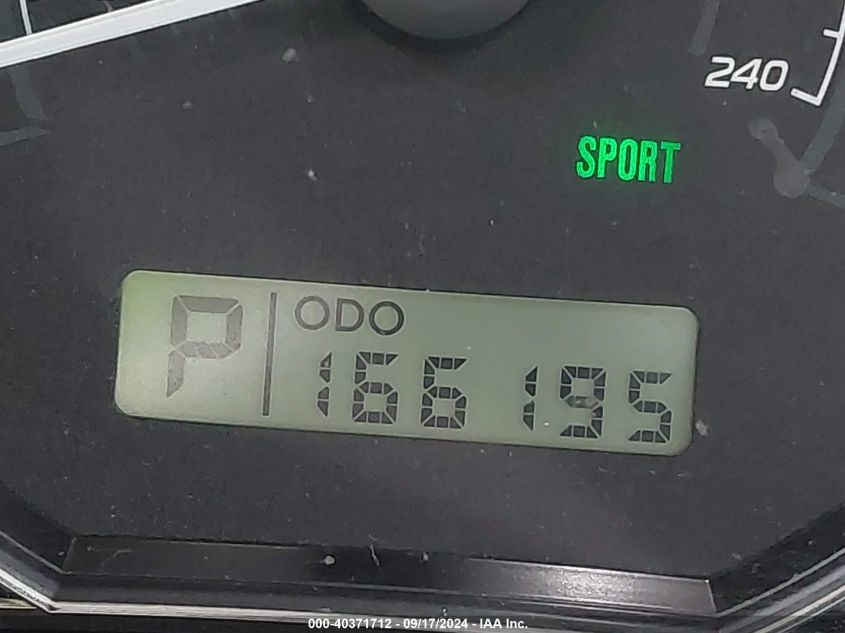 240
SPORT
P ODO
166195
000-40371712 - 09/17/2024 - IAA Inc.